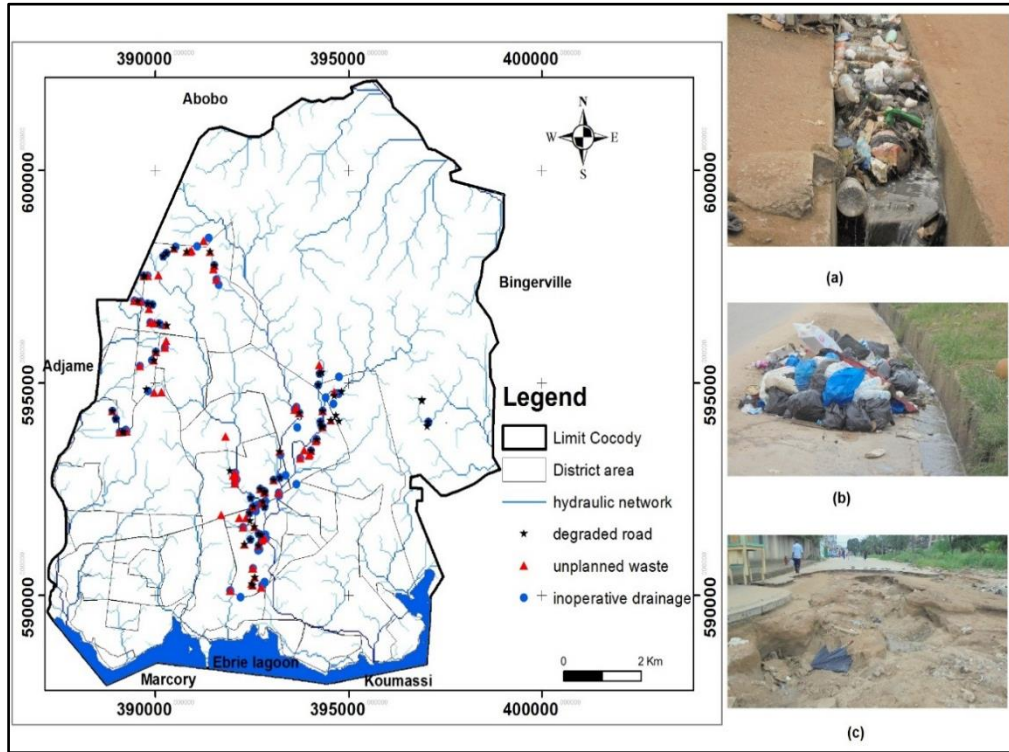 390000 395000 400000
Abobo
N
W E
S
600000 600000
(a)
Bingerville
Adjame
595000 595000
Legend
Limit Cocody
District area
hydraulic network
degraded road
unplanned waste
inoperative drainage
(b)
590000 590000
0 2 Km
Ebrie lagoon
Marcory Koumassi
390000 395000 400000
(c)